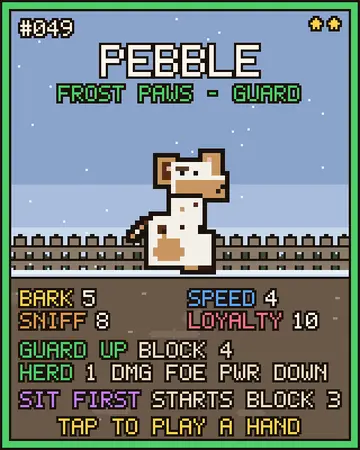 #049
PEBBLE
FROST PAWS - GUARD
BARK 5 SPEED 4
SNIFF 8 LOYALTY 10
GUARD UP BLOCK 4
HERD 1 DMG FOE PWR DOWN
SIT FIRST STARTS BLOCK 3
TAP TO PLAY A HAND